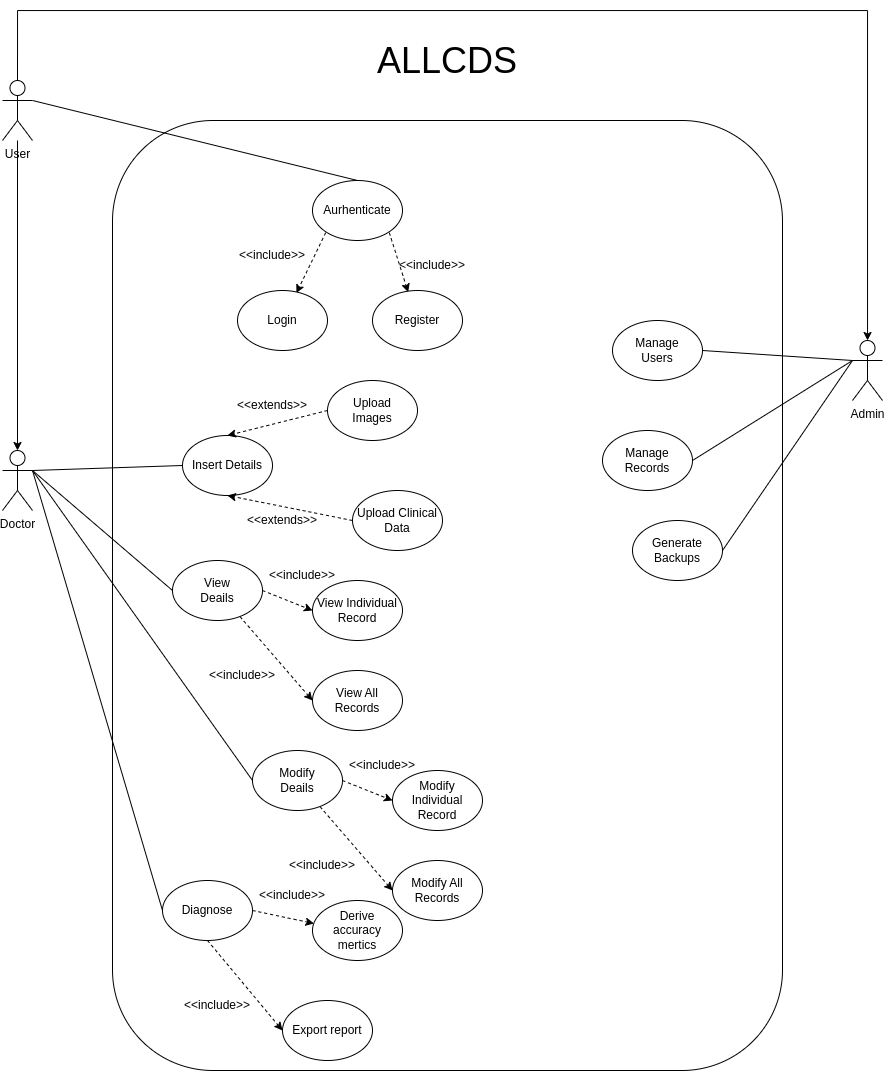 ALLCDS
User
Aurhenticate
<<include>>
<<include>>
Login
Register
Manage
Users
Admin
<<extends>>
Upload
Images
Insert Details
Manage
Records
Doctor
<<extends>>
Upload Clinical
Data
Generate
Backups
View
Deails
<<include>>
View Individual
Record
<<include>>
View All
Records
Modify
Deails
<<include>>
Modify
Individual
Record
<<include>>
Modify All
Records
Diagnose
<<include>>
Derive
accuracy
mertics
<<include>>
Export report